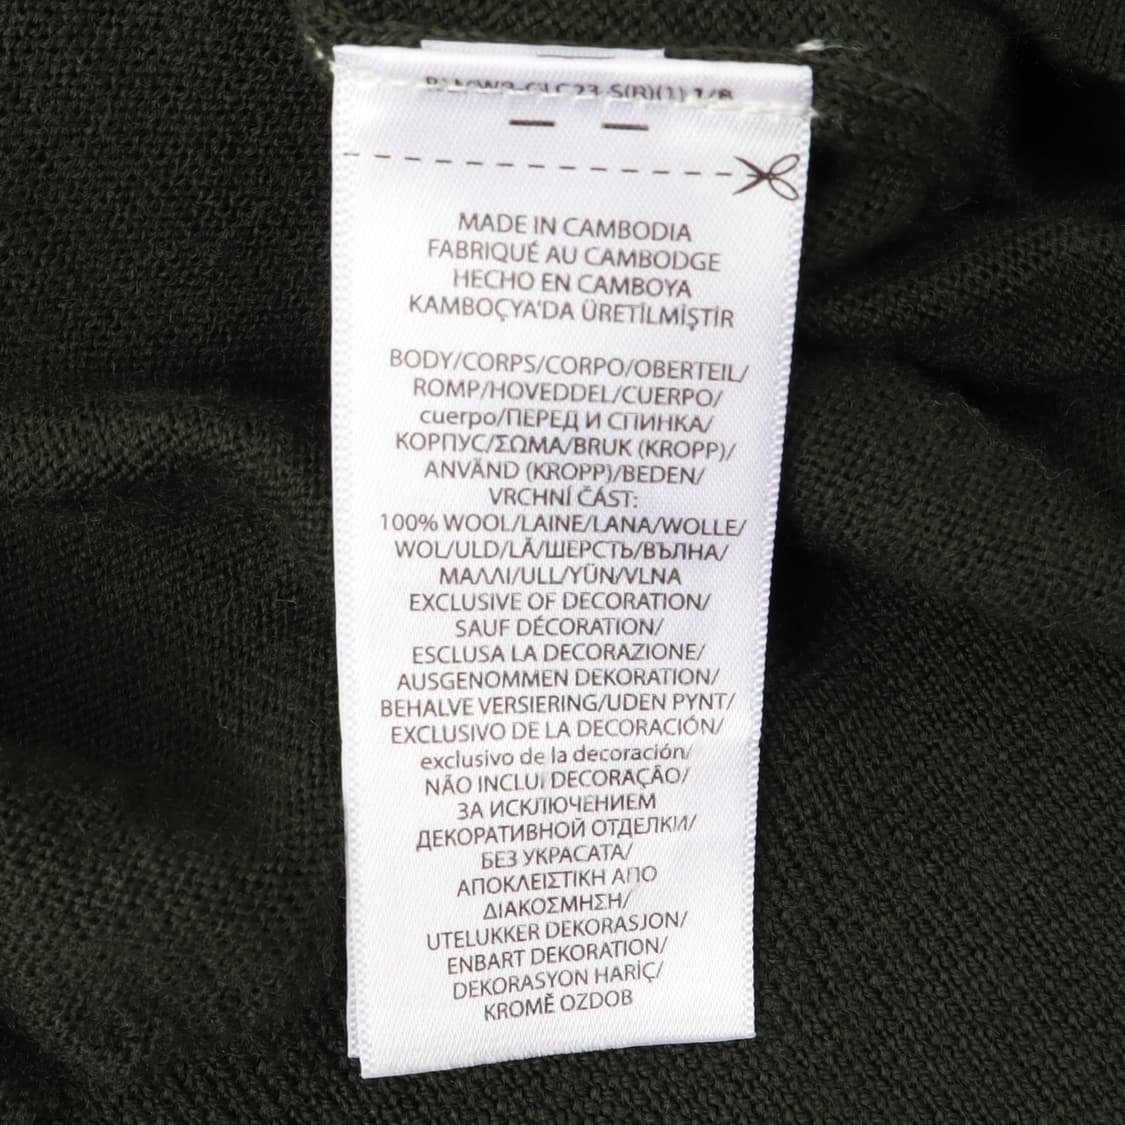 MADE IN CAMBODIA
FABRIQUÉ AU CAMBODGE
HECHO EN CAMBOYA
KAMBOÇYA'DA ÜRETİLMİŞTİR
BODY/CORPS/CORPO/OBERTEIL/
ROMP/HOVEDDEL/CUERPO/
cuerpo/ПЕРЕД И СПИНКА/
КОРПУС/ΣΩΜΑ/BRUK (KROPP)/
ANVÄND (KROPP)/BEDEN/
VRCHNÍ ČÁST:
100% WOOL/LAINE/LANA/WOLLE/
WOL/ULD/LÃ/ШЕРСТЬ/ВЪЛНА/
ΜΑΛΛΙ/ULL/YÜN/VLNA
EXCLUSIVE OF DECORATION/
SAUF DÉCORATION/
ESCLUSA LA DECORAZIONE/
AUSGENOMMEN DEKORATION/
BEHALVE VERSIERING/UDEN PYNT/
EXCLUSIVO DE LA DECORACIÓN/
exclusivo de la decoración/
NÃO INCLUI DECORAÇÃO/
ЗА ИСКЛЮЧЕНИЕМ
ДЕКОРАТИВНОЙ ОТДЕЛКИ/
БЕЗ УКРАСАТА/
ΑΠΟΚΛΕΙΣΤΙΚΗ ΑΠΟ
ΔΙΑΚΟΣΜΗΣΗ/
UTELUKKER DEKORASJON/
ENBART DEKORATION/
DEKORASYON HARİÇ/
KROMĚ OZDOB